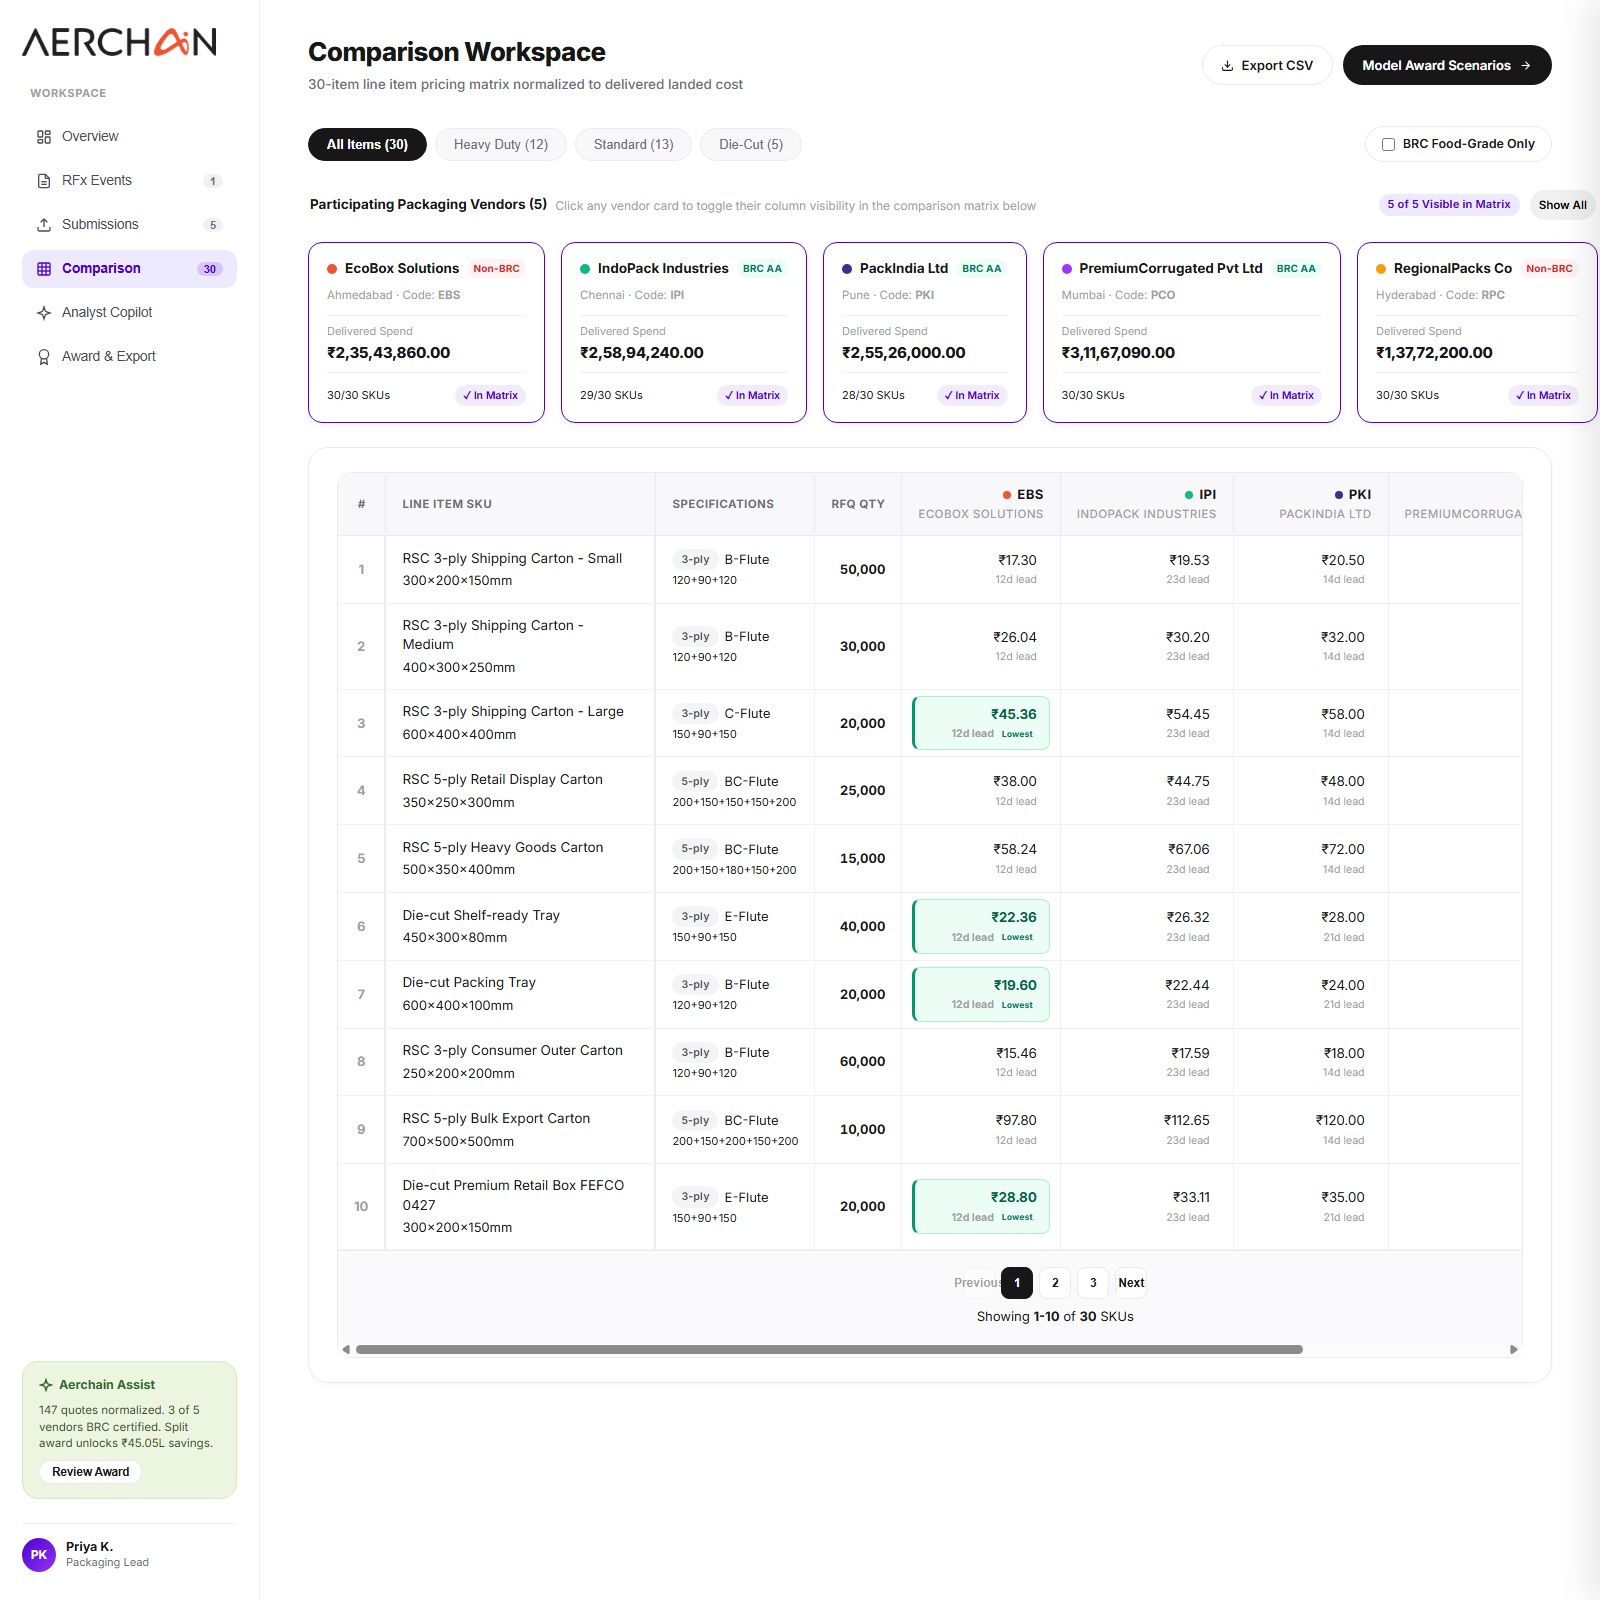 AERCHAIN
WORKSPACE
Overview
RFx Events 1
Submissions 5
Comparison 30
Analyst Copilot
Award & Export
Aerchain Assist
147 quotes normalized. 3 of 5
vendors BRC certified. Split
award unlocks ₹45.05L savings.
Review Award
PK
Priya K.
Packaging Lead
Comparison Workspace
30-item line item pricing matrix normalized to delivered landed cost
Export CSV
Model Award Scenarios →
All Items (30) Heavy Duty (12) Standard (13) Die-Cut (5)
BRC Food-Grade Only
Participating Packaging Vendors (5) Click any vendor card to toggle their column visibility in the comparison matrix below
5 of 5 Visible in Matrix Show All
EcoBox Solutions Non-BRC
Ahmedabad · Code: EBS
Delivered Spend
₹2,35,43,860.00
30/30 SKUs ✓ In Matrix
IndoPack Industries BRC AA
Chennai · Code: IPI
Delivered Spend
₹2,58,94,240.00
29/30 SKUs ✓ In Matrix
PackIndia Ltd BRC AA
Pune · Code: PKI
Delivered Spend
₹2,55,26,000.00
28/30 SKUs ✓ In Matrix
PremiumCorrugated Pvt Ltd BRC AA
Mumbai · Code: PCO
Delivered Spend
₹3,11,67,090.00
30/30 SKUs ✓ In Matrix
RegionalPacks Co Non-BRC
Hyderabad · Code: RPC
Delivered Spend
₹1,37,72,200.00
30/30 SKUs ✓ In Matrix
# LINE ITEM SKU SPECIFICATIONS RFQ QTY EBS IPI PKI
ECOBOX SOLUTIONS INDOPACK INDUSTRIES PACKINDIA LTD PREMIUMCORRUGA
1 RSC 3-ply Shipping Carton - Small 3-ply B-Flute 50,000 ₹17.30 ₹19.53 ₹20.50
300×200×150mm 120+90+120 12d lead 23d lead 14d lead
2 RSC 3-ply Shipping Carton - 3-ply B-Flute 30,000 ₹26.04 ₹30.20 ₹32.00
Medium 120+90+120 12d lead 23d lead 14d lead
400×300×250mm
3 RSC 3-ply Shipping Carton - Large 3-ply C-Flute 20,000 ₹45.36 ₹54.45 ₹58.00
600×400×400mm 150+90+150 12d lead Lowest 23d lead 14d lead
4 RSC 5-ply Retail Display Carton 5-ply BC-Flute 25,000 ₹38.00 ₹44.75 ₹48.00
350×250×300mm 200+150+150+150+200 12d lead 23d lead 14d lead
5 RSC 5-ply Heavy Goods Carton 5-ply BC-Flute 15,000 ₹58.24 ₹67.06 ₹72.00
500×350×400mm 200+150+180+150+200 12d lead 23d lead 14d lead
6 Die-cut Shelf-ready Tray 3-ply E-Flute 40,000 ₹22.36 ₹26.32 ₹28.00
450×300×80mm 150+90+150 12d lead Lowest 23d lead 21d lead
7 Die-cut Packing Tray 3-ply B-Flute 20,000 ₹19.60 ₹22.44 ₹24.00
600×400×100mm 120+90+120 12d lead Lowest 23d lead 21d lead
8 RSC 3-ply Consumer Outer Carton 3-ply B-Flute 60,000 ₹15.46 ₹17.59 ₹18.00
250×200×200mm 120+90+120 12d lead 23d lead 14d lead
9 RSC 5-ply Bulk Export Carton 5-ply BC-Flute 10,000 ₹97.80 ₹112.65 ₹120.00
700×500×500mm 200+150+200+150+200 12d lead 23d lead 14d lead
10 Die-cut Premium Retail Box FEFCO 3-ply E-Flute 20,000 ₹28.80 ₹33.11 ₹35.00
0427 150+90+150 12d lead Lowest 23d lead 21d lead
300×200×150mm
Previous 1 2 3 Next
Showing 1-10 of 30 SKUs